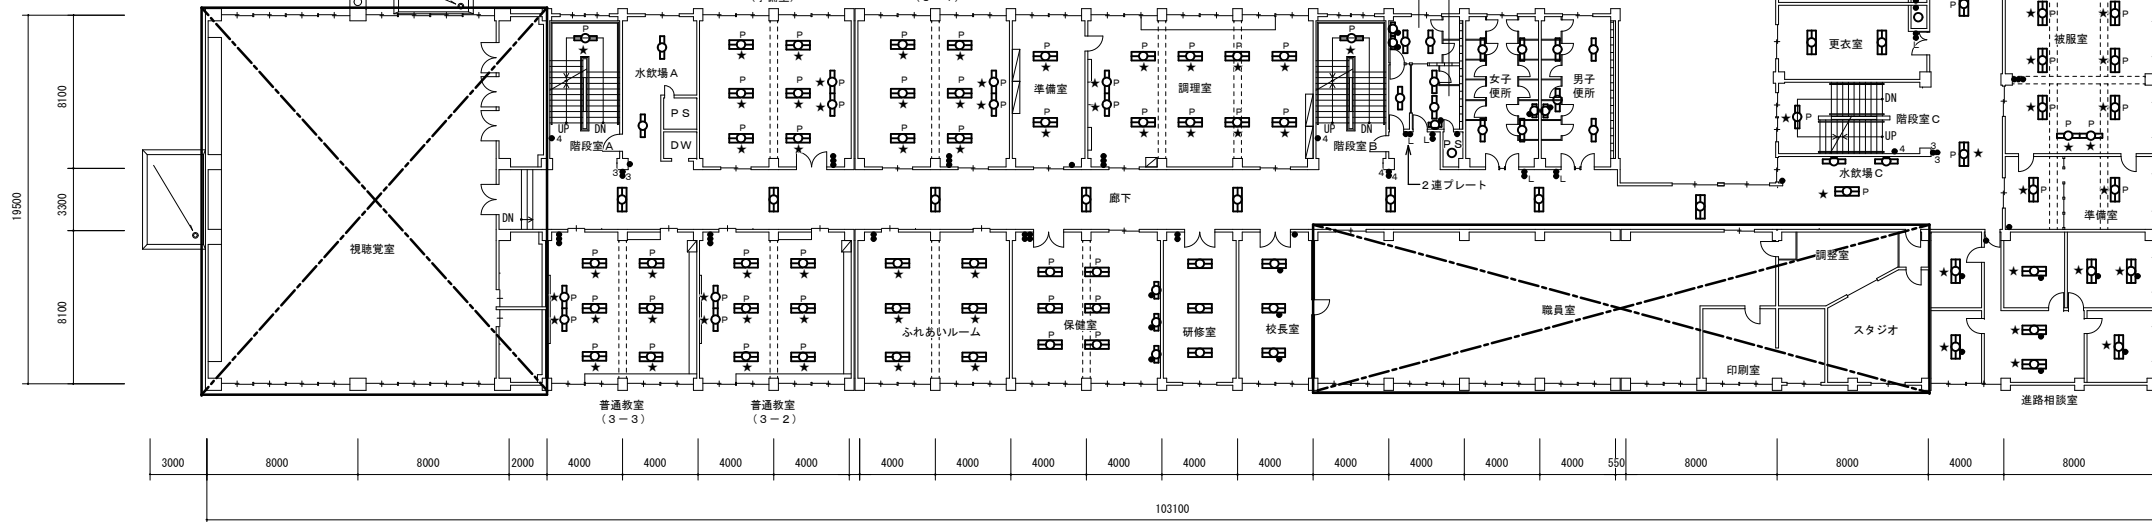 更衣室
被服室
水飲場A
PS
DW
準備室
調理室
女子
便所
男子
便所
階段室C
DN
UP
UP
DN
階段室A
UP
DN
階段室B
PS
2連プレート
水飲場C
準備室
廊下
DN
視聴覚室
ふれあいルーム
保健室
研修室
校長室
職員室
調整室
スタジオ
印刷室
進路相談室
普通教室
(3-3)
普通教室
(3-2)
8100
3300
8100
19500
3000
8000
8000
2000
4000
4000
4000
4000
4000
4000
4000
4000
4000
4000
4000
4000
4000
4000
550
8000
8000
4000
8000
103100